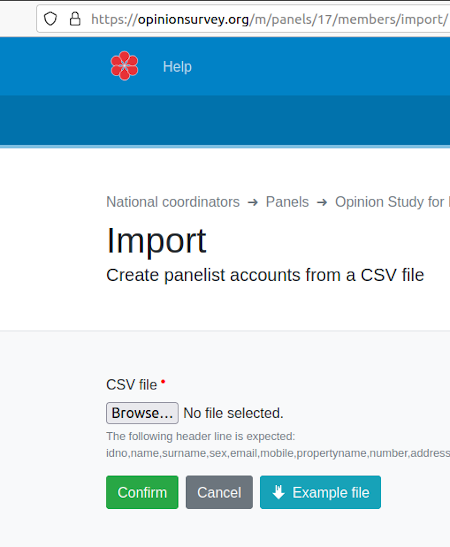 https://opinionsurvey.org/m/panels/17/members/import/
Help
National coordinators ➔ Panels ➔ Opinion Study for
Import
Create panelist accounts from a CSV file
CSV file •
Browse... No file selected.
The following header line is expected:
idno,name,surname,sex,email,mobile,propertyname,number,address
Confirm Cancel Example file